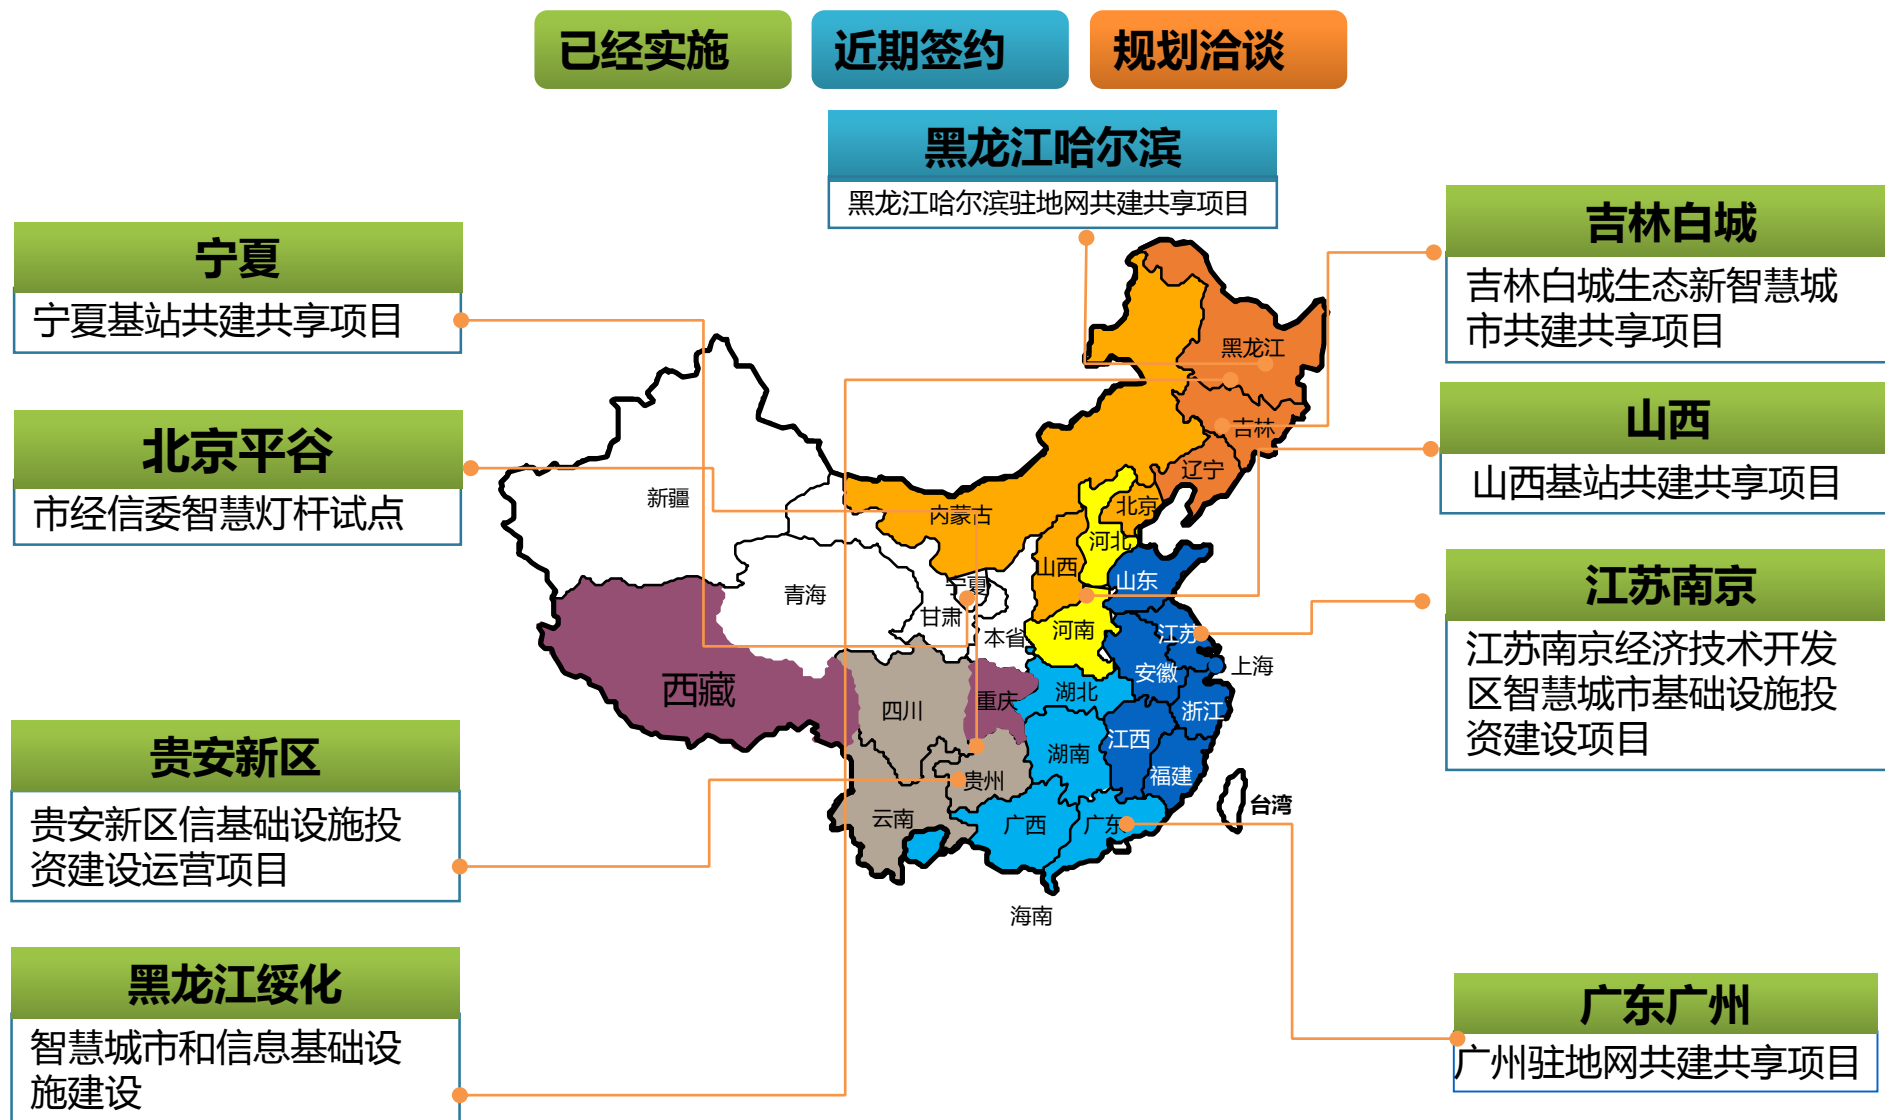 已经实施
近期签约
规划洽谈
黑龙江哈尔滨
黑龙江哈尔滨驻地网共建共享项目
宁夏
宁夏基站共建共享项目
北京平谷
市经信委智慧灯杆试点
贵安新区
贵安新区信基础设施投
资建设运营项目
黑龙江绥化
智慧城市和信息基础设
施建设
吉林白城
吉林白城生态新智慧城
市共建共享项目
山西
山西基站共建共享项目
江苏南京
江苏南京经济技术开发
区智慧城市基础设施投
资建设项目
广东广州
广州驻地网共建共享项目
黑龙江
吉林
辽宁
新疆
内蒙古
北京
河北
山西
山东
宁夏
青海
甘肃
河南
本省
江苏
上海
安徽
西藏
重庆
湖北
四川
浙江
江西
湖南
福建
贵州
台湾
云南
广西
广东
海南